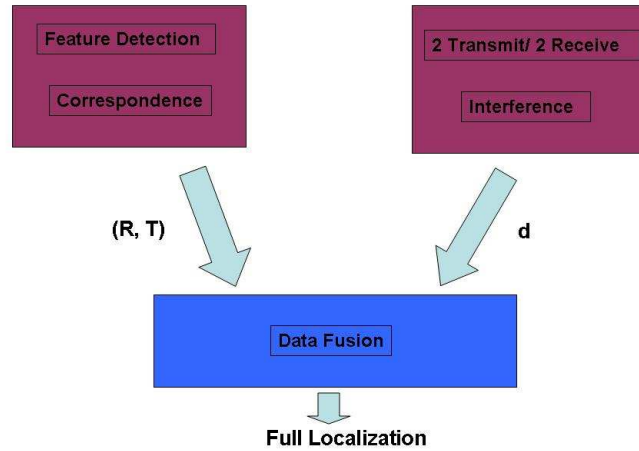 Feature Detection
Correspondence
2 Transmit/ 2 Receive
Interference
(R, T)
d
Data Fusion
Full Localization